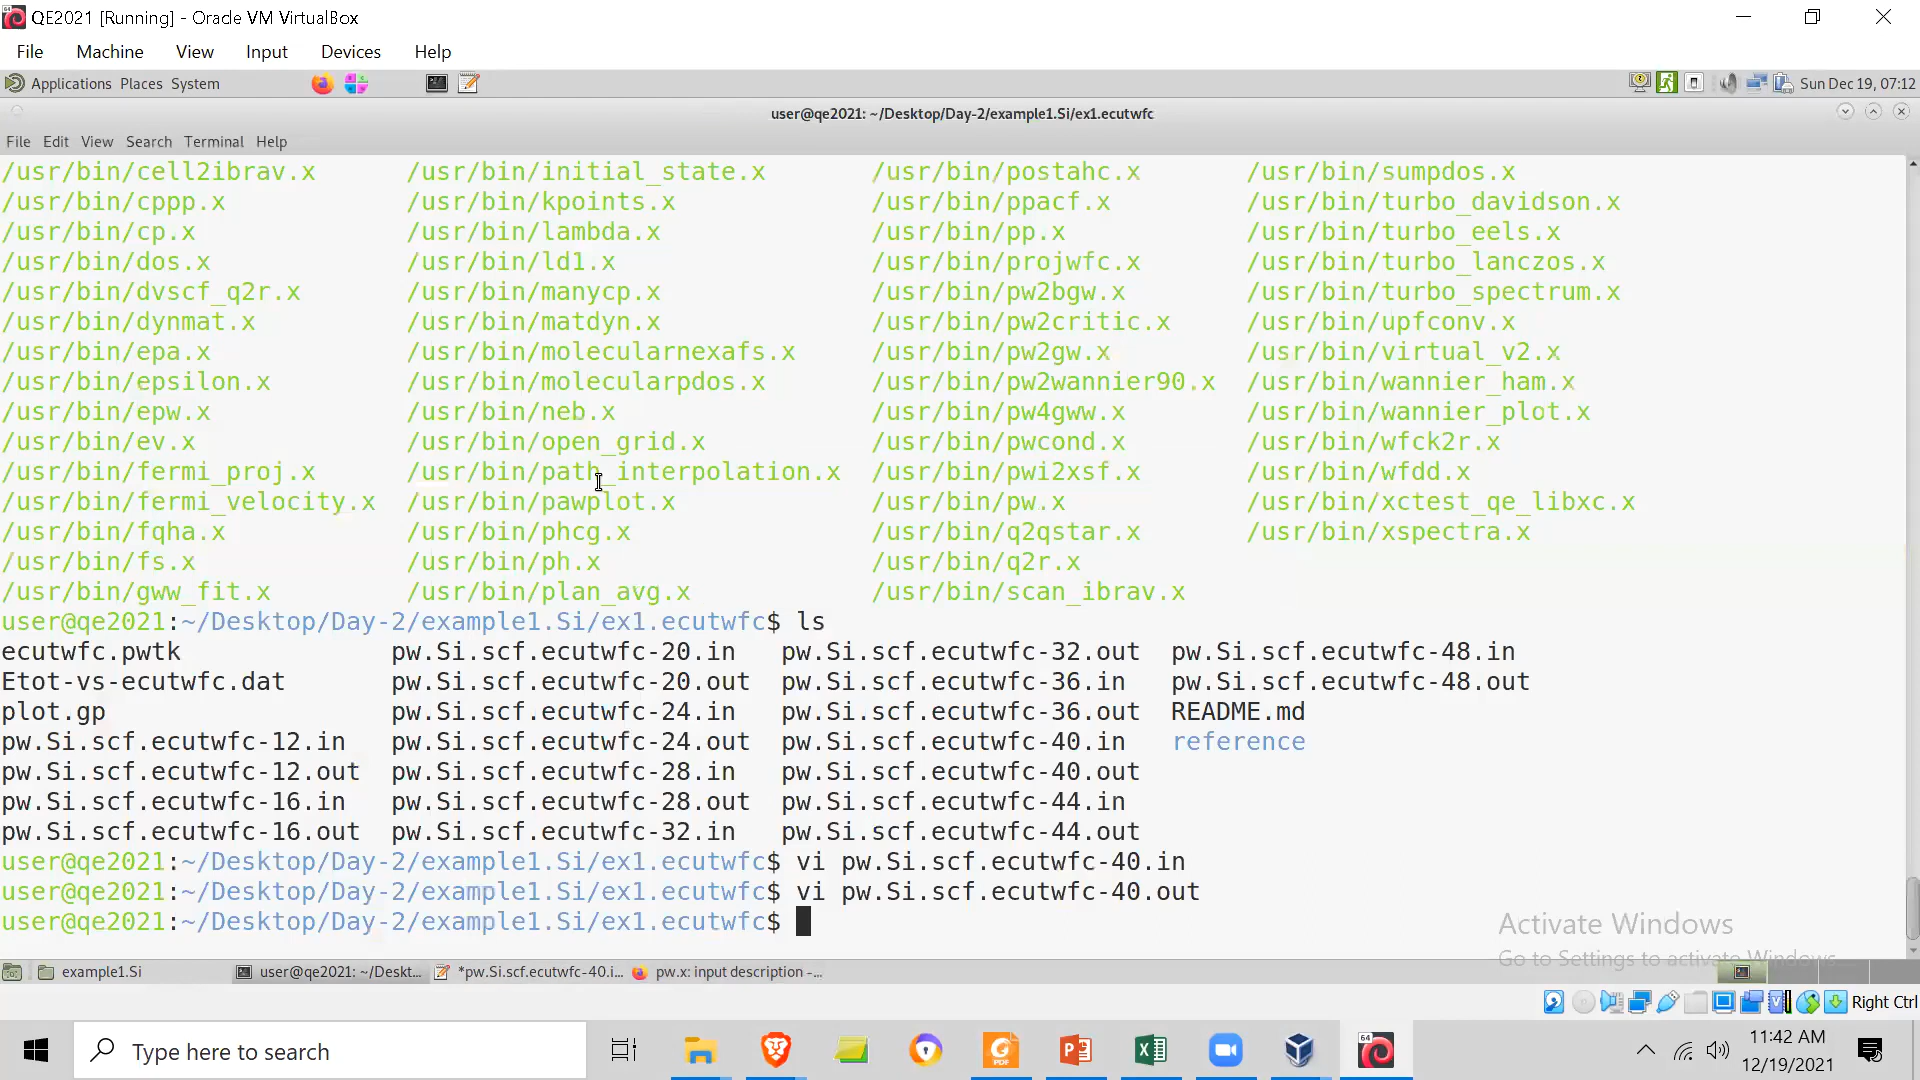 QE2021 [Running] - Oracle VM VirtualBox
File Machine View Input Devices Help
Applications Places System Sun Dec 19, 07:12
user@qe2021: ~/Desktop/Day-2/example1.Si/ex1.ecutwfc
File Edit View Search Terminal Help
/usr/bin/cell2ibrav.x /usr/bin/initial_state.x /usr/bin/postahc.x /usr/bin/sumpdos.x
/usr/bin/cppp.x /usr/bin/kpoints.x /usr/bin/ppacf.x /usr/bin/turbo_davidson.x
/usr/bin/cp.x /usr/bin/lambda.x /usr/bin/pp.x /usr/bin/turbo_eels.x
/usr/bin/dos.x /usr/bin/ld1.x /usr/bin/projwfc.x /usr/bin/turbo_lanczos.x
/usr/bin/dvscf_q2r.x /usr/bin/manycp.x /usr/bin/pw2bgw.x /usr/bin/turbo_spectrum.x
/usr/bin/dynmat.x /usr/bin/matdyn.x /usr/bin/pw2critic.x /usr/bin/upfconv.x
/usr/bin/epa.x /usr/bin/molecularnexafs.x /usr/bin/pw2gw.x /usr/bin/virtual_v2.x
/usr/bin/epsilon.x /usr/bin/molecularpdos.x /usr/bin/pw2wannier90.x /usr/bin/wannier_ham.x
/usr/bin/epw.x /usr/bin/neb.x /usr/bin/pw4gww.x /usr/bin/wannier_plot.x
/usr/bin/ev.x /usr/bin/open_grid.x /usr/bin/pwcond.x /usr/bin/wfck2r.x
/usr/bin/fermi_proj.x /usr/bin/path_interpolation.x /usr/bin/pwi2xsf.x /usr/bin/wfdd.x
/usr/bin/fermi_velocity.x /usr/bin/pawplot.x /usr/bin/pw.x /usr/bin/xctest_qe_libxc.x
/usr/bin/fqha.x /usr/bin/phcg.x /usr/bin/q2qstar.x /usr/bin/xspectra.x
/usr/bin/fs.x /usr/bin/ph.x /usr/bin/q2r.x
/usr/bin/gww_fit.x /usr/bin/plan_avg.x /usr/bin/scan_ibrav.x
user@qe2021:~/Desktop/Day-2/example1.Si/ex1.ecutwfc$ ls
ecutwfc.pwtk pw.Si.scf.ecutwfc-20.in pw.Si.scf.ecutwfc-32.out pw.Si.scf.ecutwfc-48.in
Etot-vs-ecutwfc.dat pw.Si.scf.ecutwfc-20.out pw.Si.scf.ecutwfc-36.in pw.Si.scf.ecutwfc-48.out
plot.gp pw.Si.scf.ecutwfc-24.in pw.Si.scf.ecutwfc-36.out README.md
pw.Si.scf.ecutwfc-12.in pw.Si.scf.ecutwfc-24.out pw.Si.scf.ecutwfc-40.in reference
pw.Si.scf.ecutwfc-12.out pw.Si.scf.ecutwfc-28.in pw.Si.scf.ecutwfc-40.out
pw.Si.scf.ecutwfc-16.in pw.Si.scf.ecutwfc-28.out pw.Si.scf.ecutwfc-44.in
pw.Si.scf.ecutwfc-16.out pw.Si.scf.ecutwfc-32.in pw.Si.scf.ecutwfc-44.out
user@qe2021:~/Desktop/Day-2/example1.Si/ex1.ecutwfc$ vi pw.Si.scf.ecutwfc-40.in
user@qe2021:~/Desktop/Day-2/example1.Si/ex1.ecutwfc$ vi pw.Si.scf.ecutwfc-40.out
user@qe2021:~/Desktop/Day-2/example1.Si/ex1.ecutwfc$
Activate Windows
Go to Settings to activate Windows.
example1.Si user@qe2021: ~/Deskt... *pw.Si.scf.ecutwfc-40.i... pw.x: input description -...
Right Ctrl
Type here to search
11:42 AM
12/19/2021